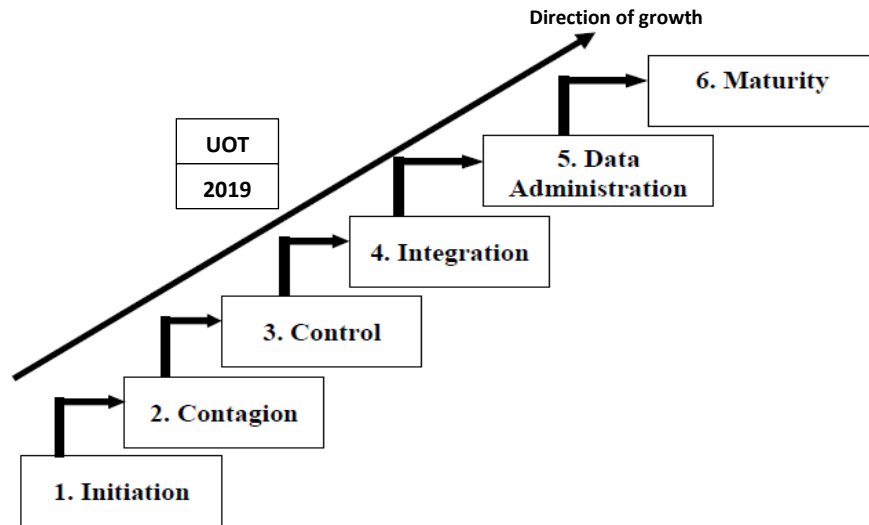 Direction of growth
6. Maturity
UOT
2019
5. Data
Administration
4. Integration
3. Control
2. Contagion
1. Initiation